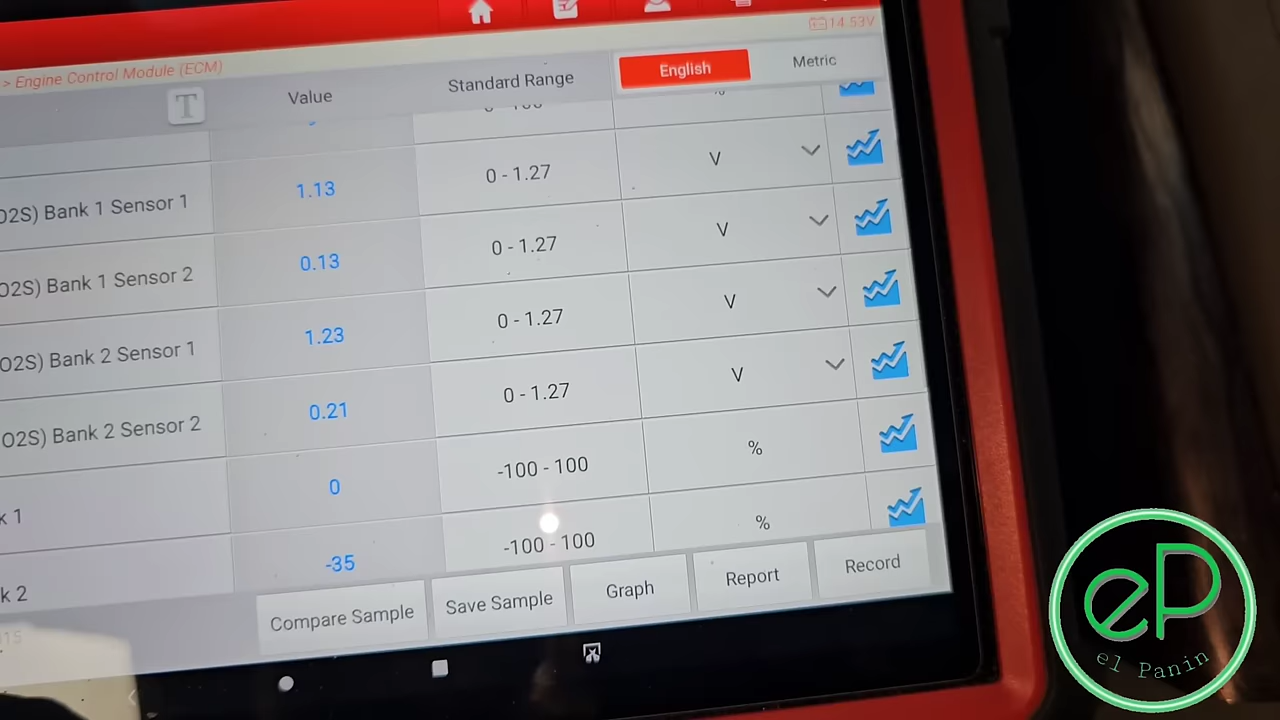 14.53V
> Engine Control Module (ECM)
T Value Standard Range English Metric
%
O2S) Bank 1 Sensor 1 1.13 0 - 1.27 V
O2S) Bank 1 Sensor 2 0.13 0 - 1.27 V
O2S) Bank 2 Sensor 1 1.23 0 - 1.27 V
O2S) Bank 2 Sensor 2 0.21 0 - 1.27 V
k 1 0 -100 - 100 %
k 2 -35 -100 - 100 %
Compare Sample Save Sample Graph Report Record
eP
el Panin